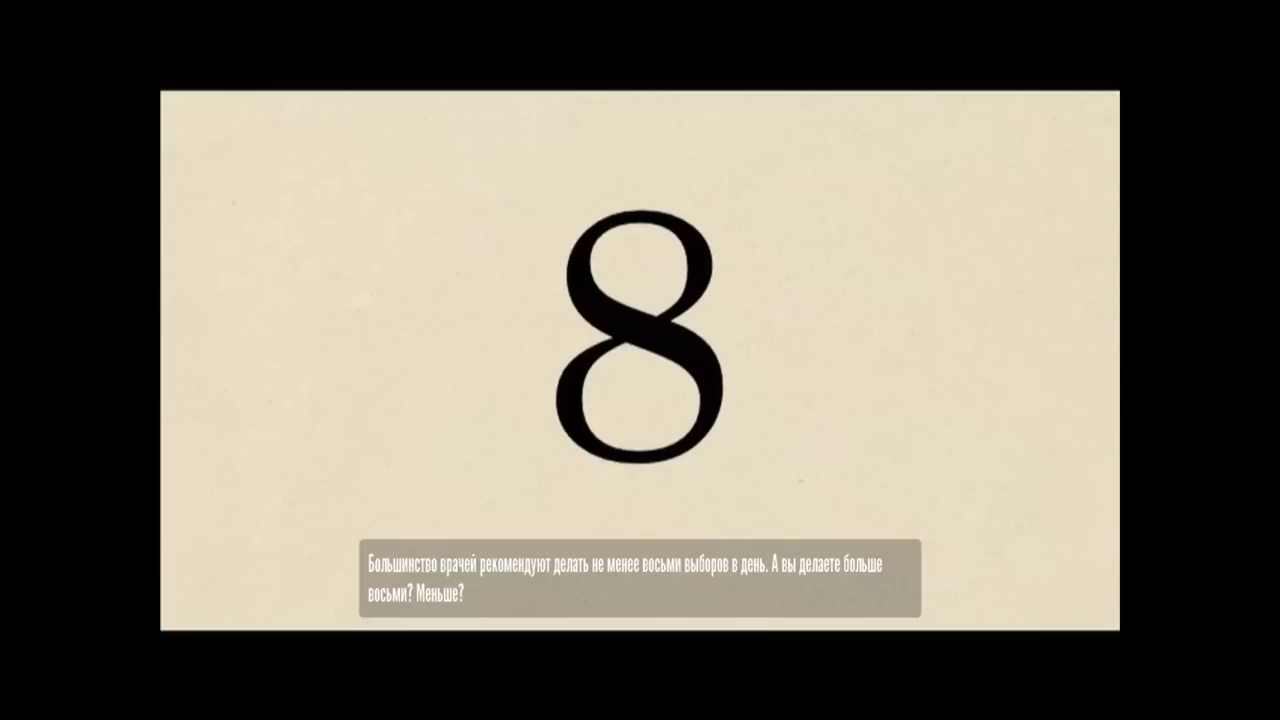 8
Большинство врачей рекомендуют делать не менее восьми выборов в день. А вы делаете больше
восьми? Меньше?